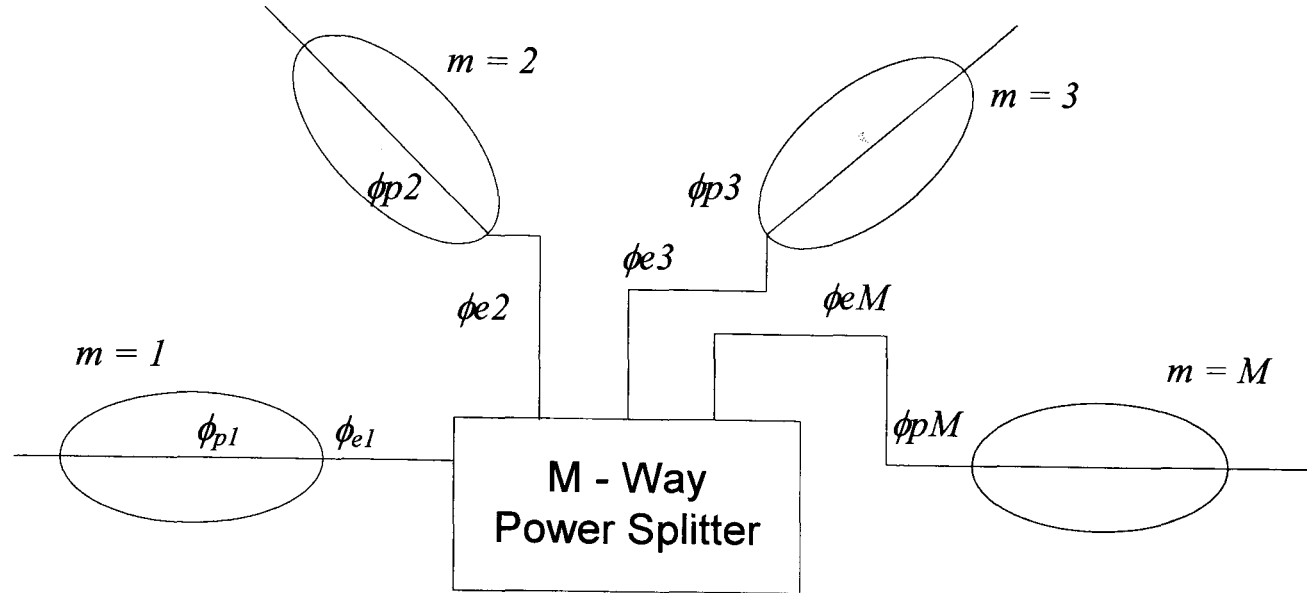 m = 2
m = 3
ϕp2
ϕp3
ϕe3
ϕe2
ϕeM
m = 1
m = M
ϕp1
ϕe1
ϕpM
M - Way
Power Splitter